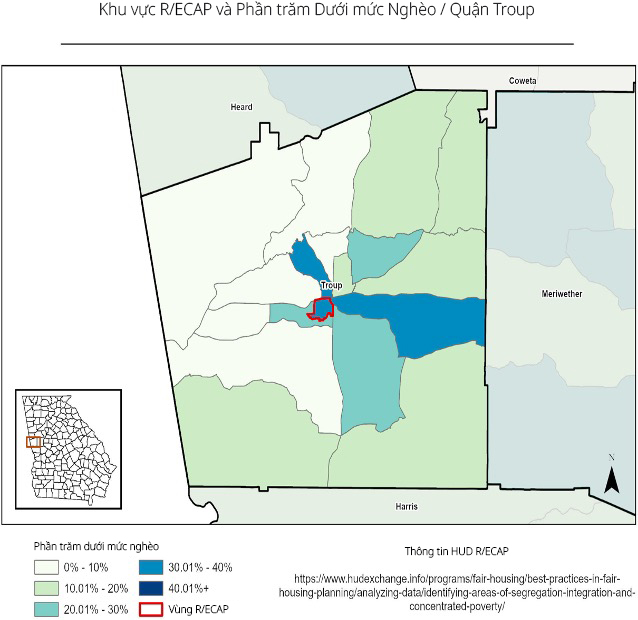 Khu vực R/ECAP và Phần trăm Dưới mức Nghèo / Quận Troup
Coweta
Heard
Troup
Meriwether
Harris
N
Phần trăm dưới mức nghèo
0% - 10%
10.01% - 20%
20.01% - 30%
30.01% - 40%
40.01%+
Vùng R/ECAP
Thông tin HUD R/ECAP
https://www.hudexchange.info/programs/fair-housing/best-practices-in-fair-
housing-planning/analyzing-data/identifying-areas-of-segregation-integration-and-
concentrated-poverty/